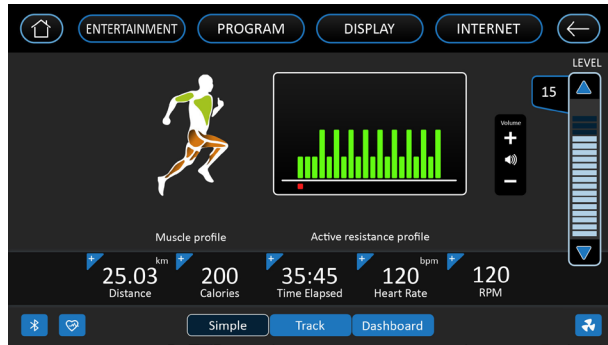 ENTERTAINMENT PROGRAM DISPLAY INTERNET
LEVEL
15
Volume
Muscle profile Active resistance profile
km bpm
25.03 200 35:45 120 120
Distance Calories Time Elapsed Heart Rate RPM
Simple Track Dashboard